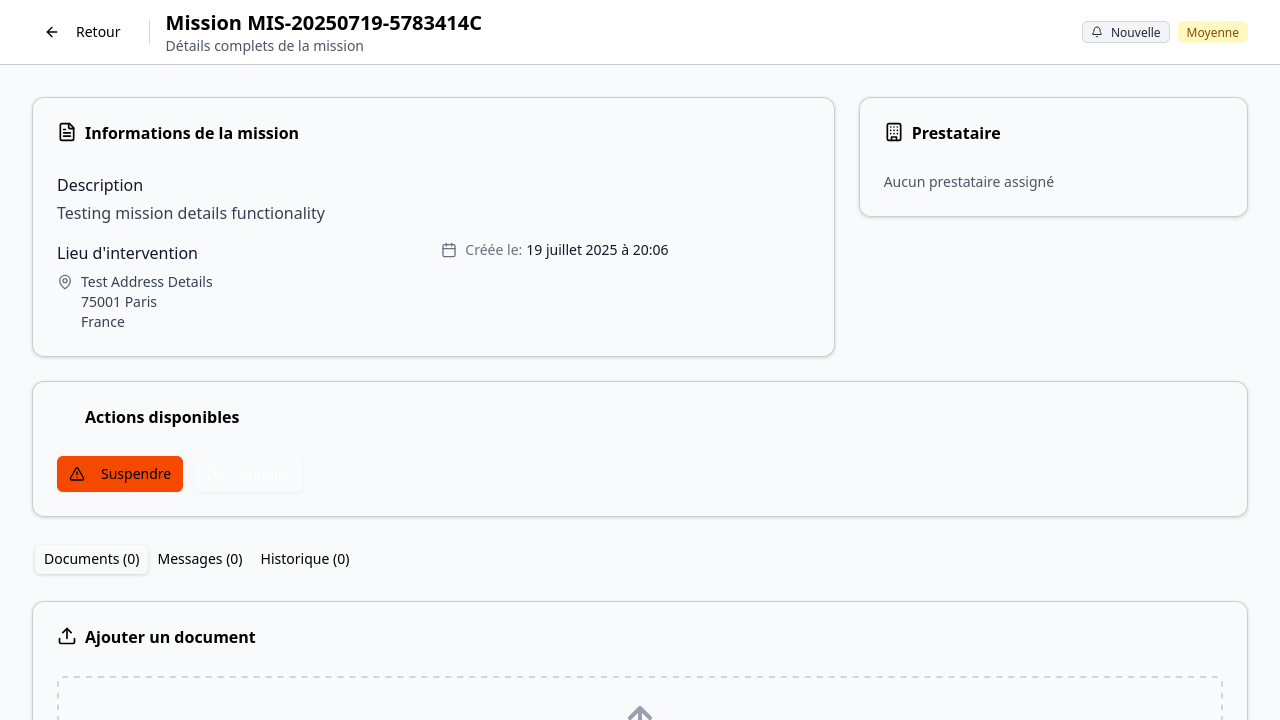 Retour
Mission MIS-20250719-5783414C
Détails complets de la mission
Nouvelle
Moyenne
Informations de la mission
Description
Testing mission details functionality
Lieu d'intervention
Test Address Details
75001 Paris
France
Créée le: 19 juillet 2025 à 20:06
Prestataire
Aucun prestataire assigné
Actions disponibles
Suspendre
Annuler
Documents (0)
Messages (0)
Historique (0)
Ajouter un document